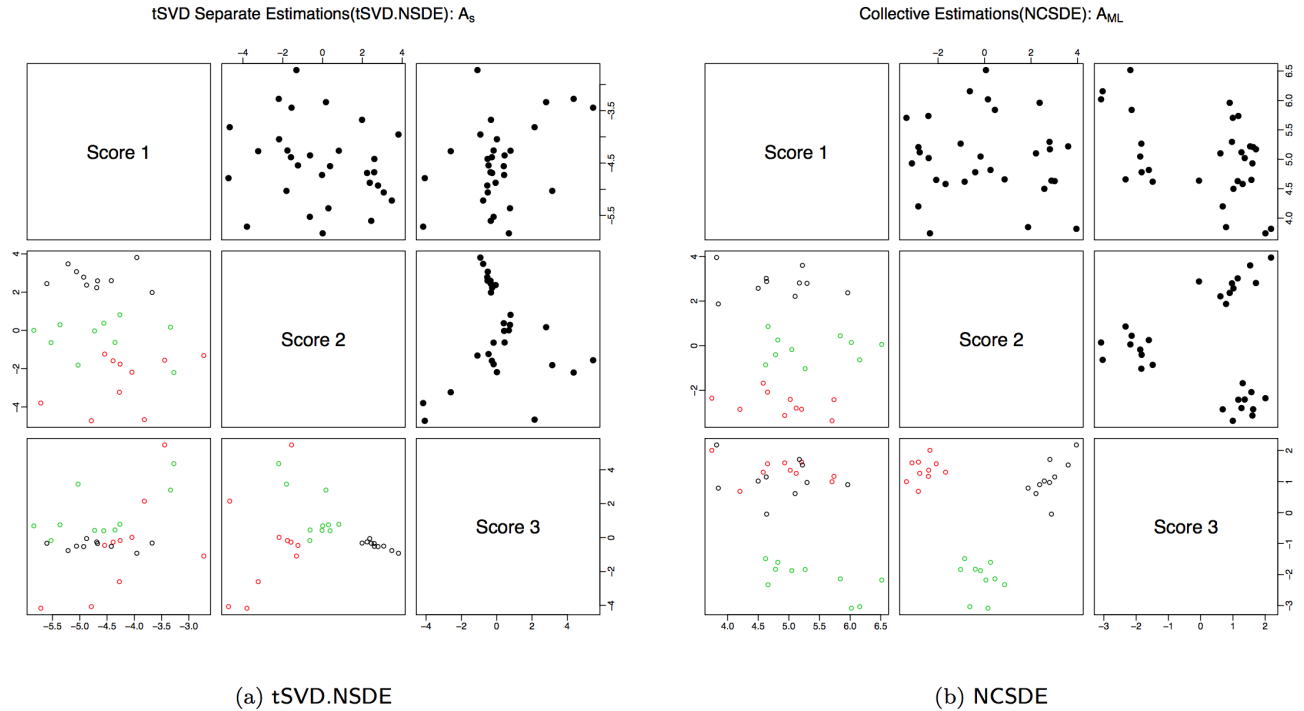 tSVD Separate Estimations(tSVD.NSDE): As
Collective Estimations(NCSDE): AML
−4 −2 0 2 4
−2 0 2 4
Score 1
−5.5 −4.5 −3.5
Score 1
4.0 4.5 5.0 5.5 6.0 6.5
−4 −2 0 2 4
Score 2
−2 0 2 4
Score 2
Score 3
−4 −2 0 2 4
Score 3
−3 −2 −1 0 1 2
−5.5 −5.0 −4.5 −4.0 −3.5 −3.0
−4 −2 0 2 4
4.0 4.5 5.0 5.5 6.0 6.5
−3 −2 −1 0 1 2
(a) tSVD.NSDE
(b) NCSDE